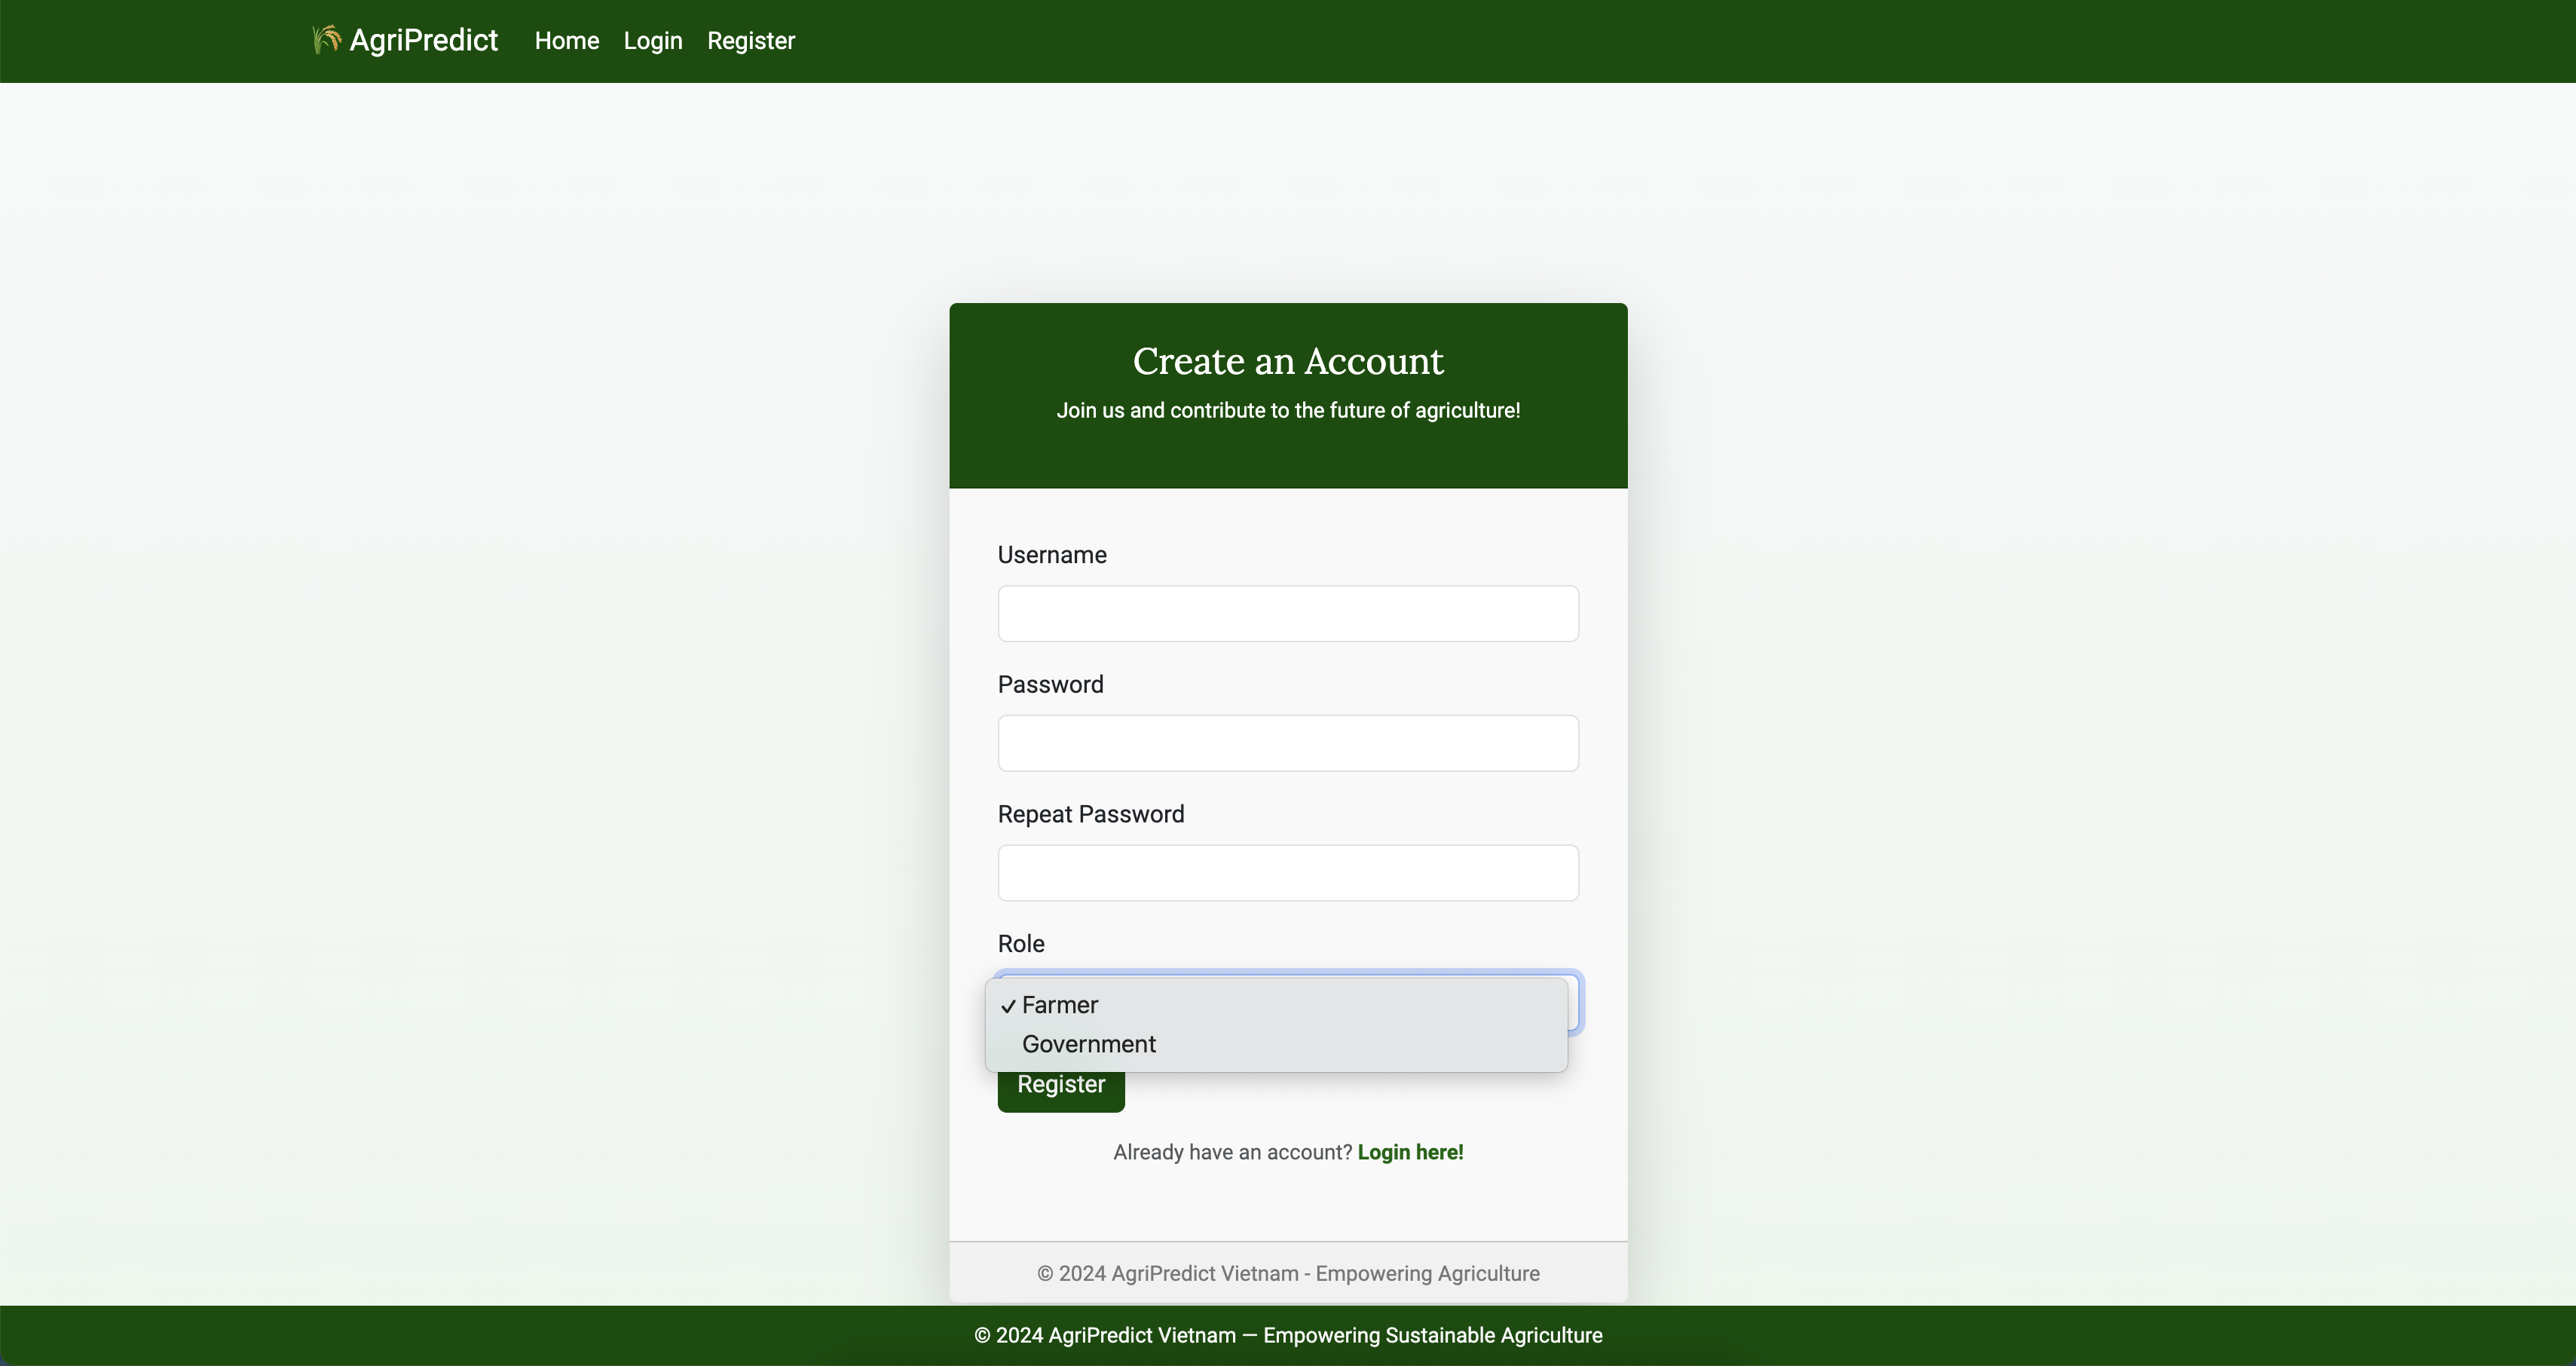 AgriPredict Home Login Register
Create an Account
Join us and contribute to the future of agriculture!
Username
Password
Repeat Password
Role
✓ Farmer
Government
Register
Already have an account? Login here!
© 2024 AgriPredict Vietnam - Empowering Agriculture
© 2024 AgriPredict Vietnam — Empowering Sustainable Agriculture